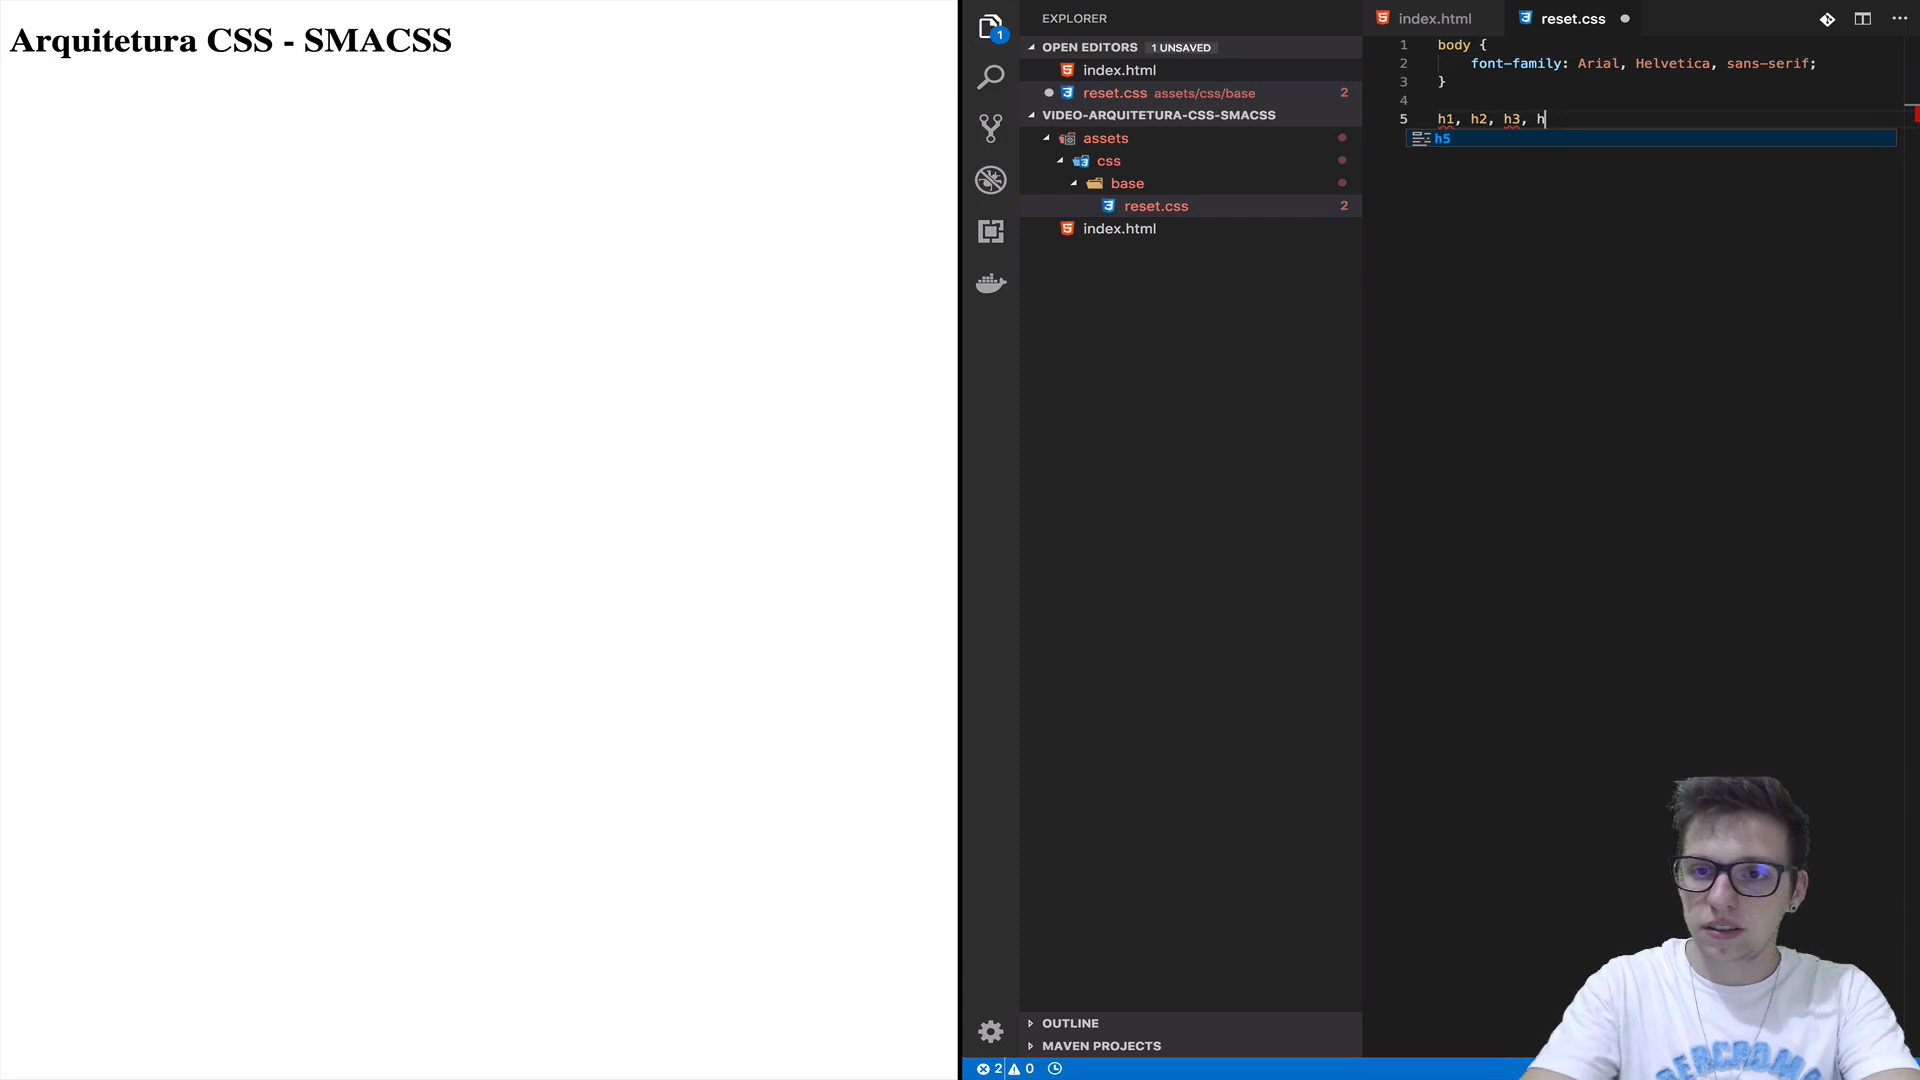 Arquitetura CSS - SMACSS
1
EXPLORER
OPEN EDITORS 1 UNSAVED
index.html
reset.css assets/css/base 2
VIDEO-ARQUITETURA-CSS-SMACSS
assets
css
base
reset.css 2
index.html
OUTLINE
MAVEN PROJECTS
2 0
index.html reset.css
1 body {
2 font-family: Arial, Helvetica, sans-serif;
3 }
4
5 h1, h2, h3, h
h5